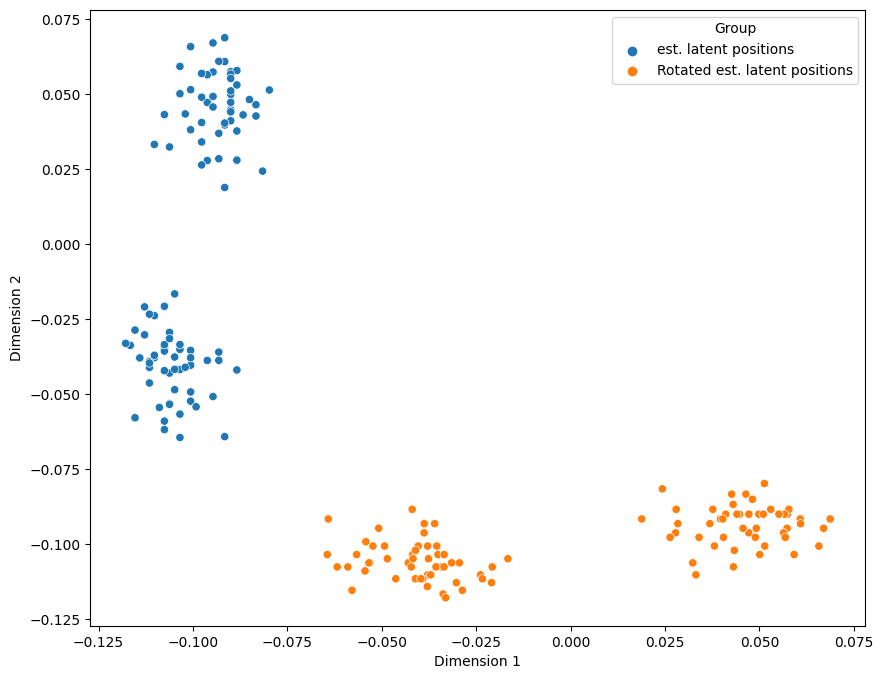 Group
est. latent positions
Rotated est. latent positions
0.075
0.050
0.025
0.000
−0.025
−0.050
−0.075
−0.100
−0.125
Dimension 2
−0.125 −0.100 −0.075 −0.050 −0.025 0.000 0.025 0.050 0.075
Dimension 1